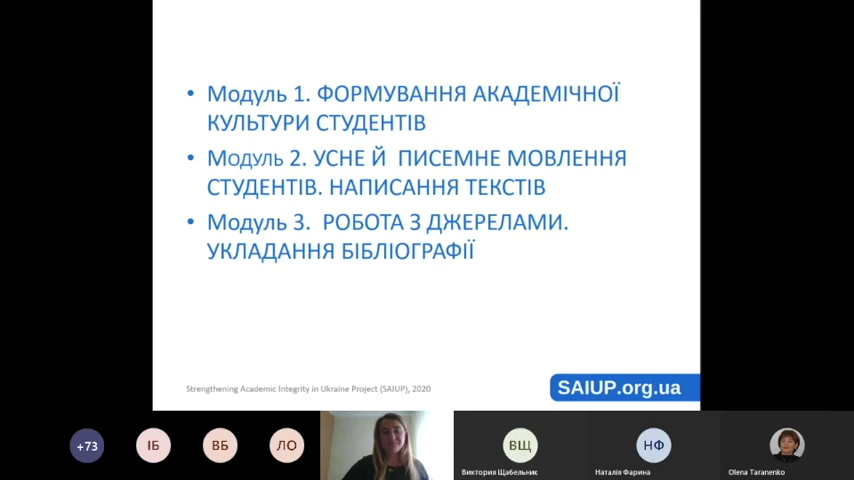 • Модуль 1. ФОРМУВАННЯ АКАДЕМІЧНОЇ
КУЛЬТУРИ СТУДЕНТІВ
• Модуль 2. УСНЕ Й ПИСЕМНЕ МОВЛЕННЯ
СТУДЕНТІВ. НАПИСАННЯ ТЕКСТІВ
• Модуль 3. РОБОТА З ДЖЕРЕЛАМИ.
УКЛАДАННЯ БІБЛІОГРАФІЇ
Strengthening Academic Integrity in Ukraine Project (SAIUP), 2020
SAIUP.org.ua
+73
ІБ
ВБ
ЛО
ВЩ
НФ
Виктория Щабельник
Наталія Фарина
Olena Taranenko